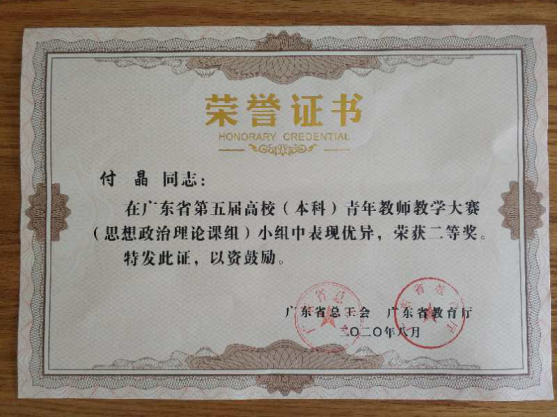 荣誉证书
HONORARY CREDENTIAL
付 晶 同志：
在广东省第五届高校（本科）青年教师教学大赛
（思想政治理论课组）小组中表现优异，荣获二等奖。
特发此证，以资鼓励。
广东省总工会 广东省教育厅
二〇二〇年八月